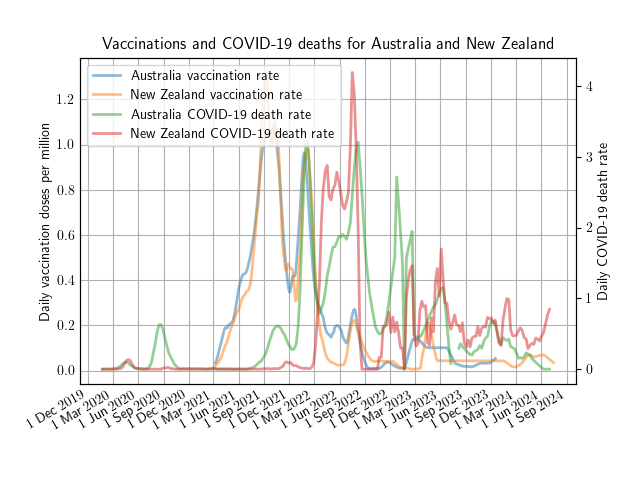 Vaccinations and COVID-19 deaths for Australia and New Zealand
Australia vaccination rate
New Zealand vaccination rate
Australia COVID-19 death rate
New Zealand COVID-19 death rate
Daily vaccination doses per million
1.2
1.0
0.8
0.6
0.4
0.2
0.0
Daily COVID-19 death rate
4
3
2
1
0
1 Dec 2019
1 Mar 2020
1 Jun 2020
1 Sep 2020
1 Dec 2020
1 Mar 2021
1 Jun 2021
1 Sep 2021
1 Dec 2021
1 Mar 2022
1 Jun 2022
1 Sep 2022
1 Dec 2022
1 Mar 2023
1 Jun 2023
1 Sep 2023
1 Dec 2023
1 Mar 2024
1 Jun 2024
1 Sep 2024